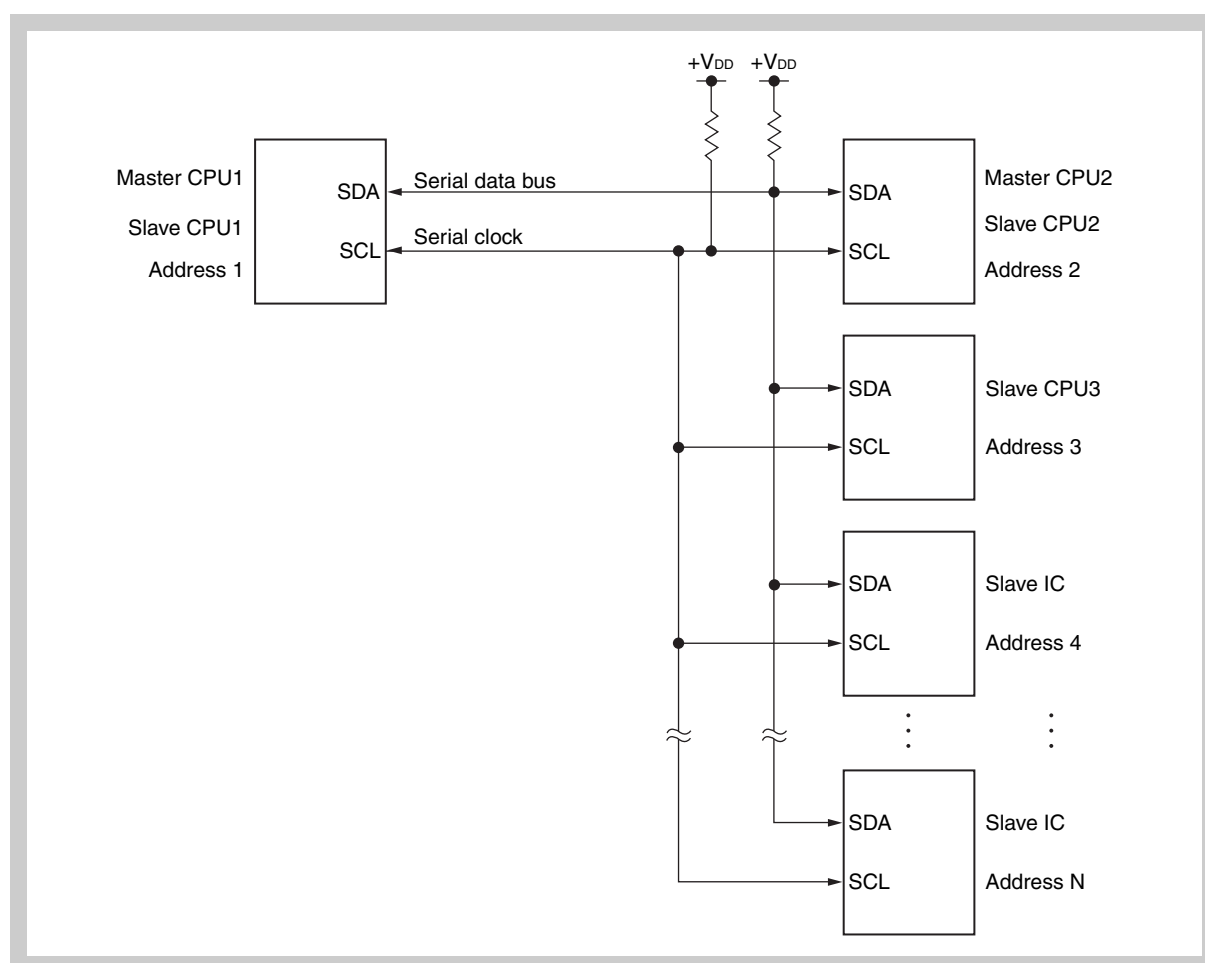 +VDD +VDD
Master CPU1
Slave CPU1
Address 1
SDA
SCL
Serial data bus
Serial clock
SDA
SCL
Master CPU2
Slave CPU2
Address 2
SDA
SCL
Slave CPU3
Address 3
SDA
SCL
Slave IC
Address 4
SDA
SCL
Slave IC
Address N